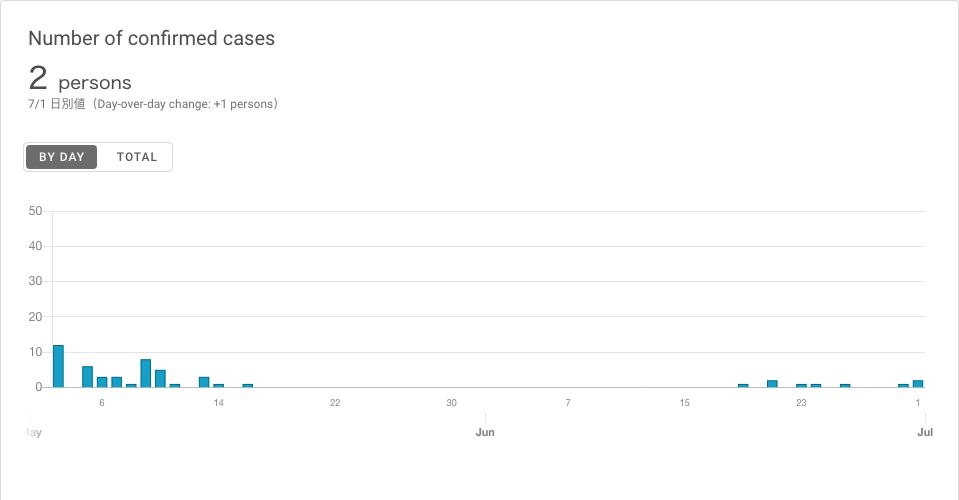 Number of confirmed cases
2 persons
7/1 日別値（Day-over-day change: +1 persons）
BY DAY TOTAL
50
40
30
20
10
0
6 14 22 30 7 15 23 1
May Jun Jul